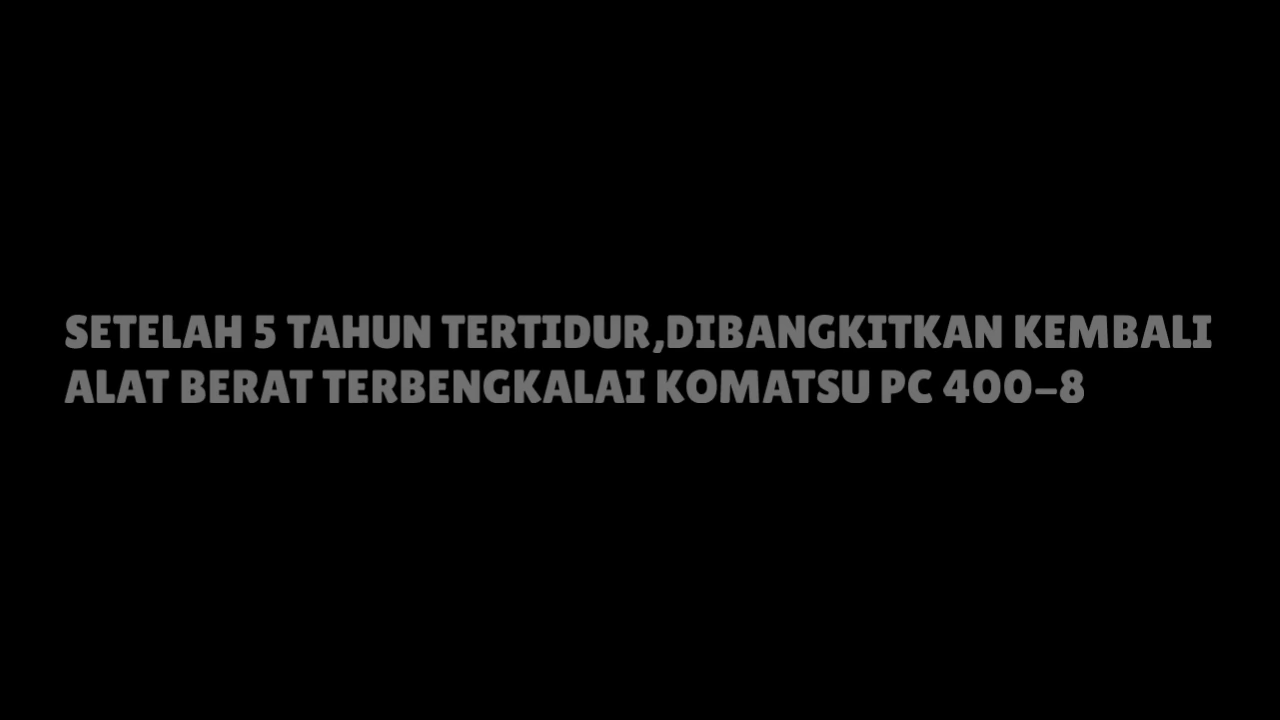 SETELAH 5 TAHUN TERTIDUR,DIBANGKITKAN KEMBALI
ALAT BERAT TERBENGKALAI KOMATSU PC 400-8